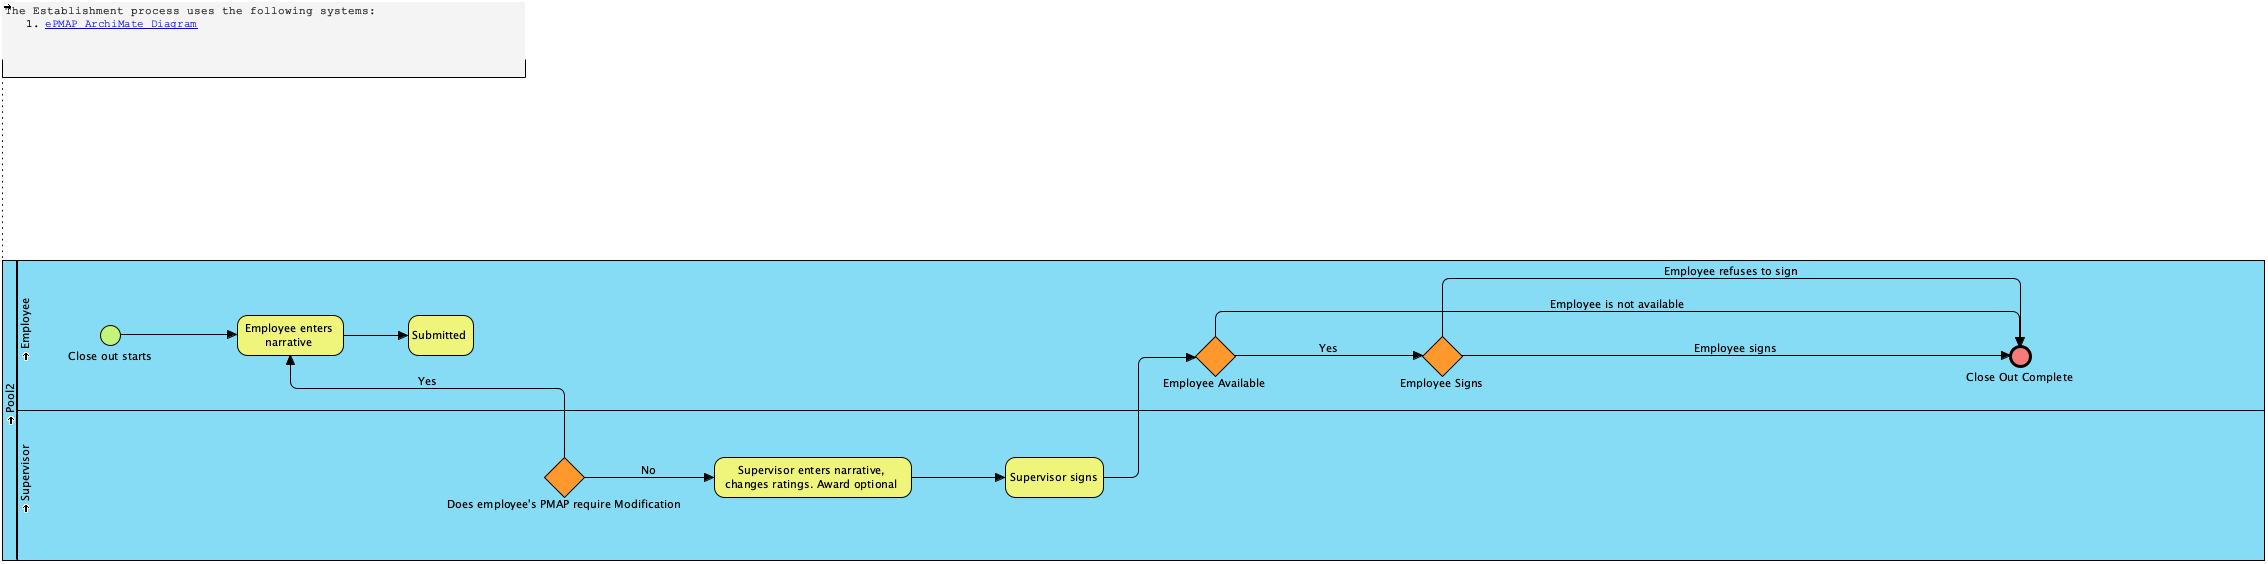 The Establishment process uses the following systems:
1. ePMAP ArchiMate Diagram
Pool2
Employee
Supervisor
Close out starts
Employee enters
narrative
Submitted
Yes
Does employee's PMAP require Modification
No
Supervisor enters narrative,
changes ratings. Award optional
Supervisor signs
Employee Available
Yes
Employee Signs
Employee refuses to sign
Employee is not available
Employee signs
Close Out Complete